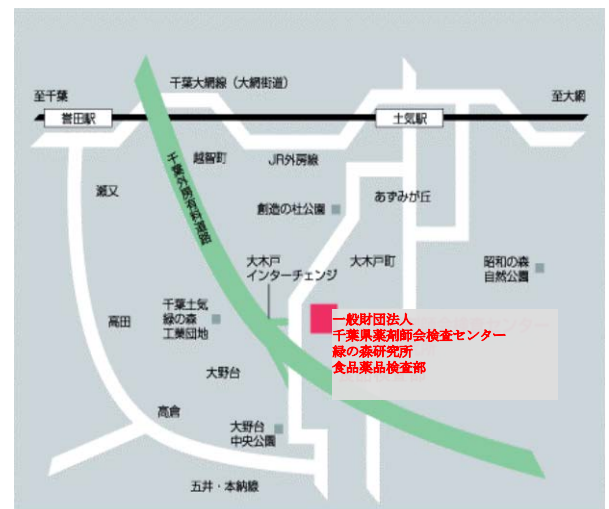 千葉大網線（大網街道）
至千葉
至大網
誉田駅
土気駅
越智町
JR外房線
千葉外房有料道路
瀬又
あすみが丘
創造の杜公園
大木戸
インターチェンジ
大木戸町
昭和の森
自然公園
千葉土気
緑の森
工業団地
高田
一般財団法人
千葉県薬剤師会検査センター
緑の森研究所
食品薬品検査部
大野台
高倉
大野台
中央公園
五井・本納線